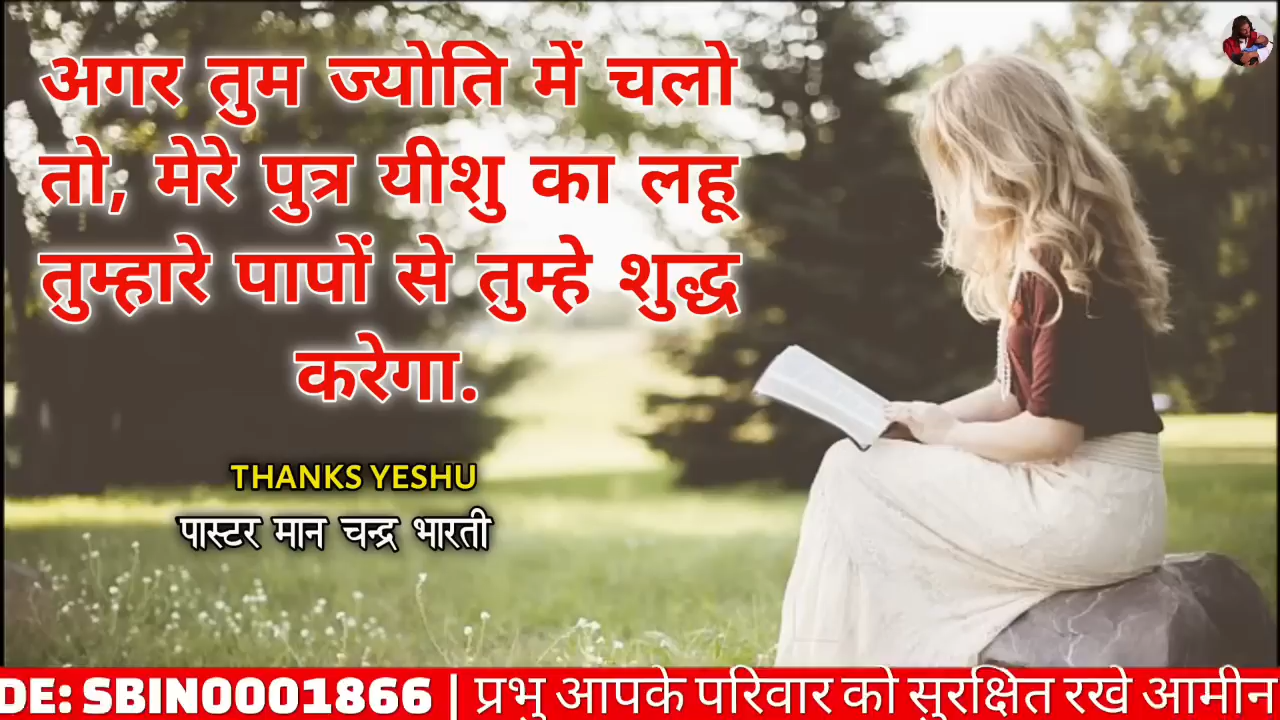 अगर तुम ज्योति में चलो
तो, मेरे पुत्र यीशु का लहू
तुम्हारे पापों से तुम्हे शुद्ध
करेगा.
THANKS YESHU
पास्टर मान चन्द्र भारती
DE: SBIN0001866 | प्रभु आपके परिवार को सुरक्षित रखे आमीन